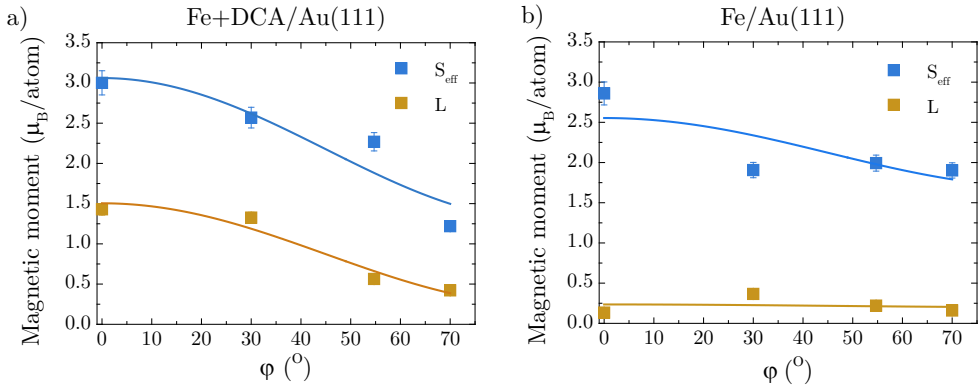 a)
Fe+DCA/Au(111)
Magnetic moment (μB/atom)
3.5
3.0
2.5
2.0
1.5
1.0
0.5
0.0
Seff
L
0 10 20 30 40 50 60 70
φ (O)
b)
Fe/Au(111)
Magnetic moment (μB/atom)
3.5
3.0
2.5
2.0
1.5
1.0
0.5
0.0
Seff
L
0 10 20 30 40 50 60 70
φ (O)